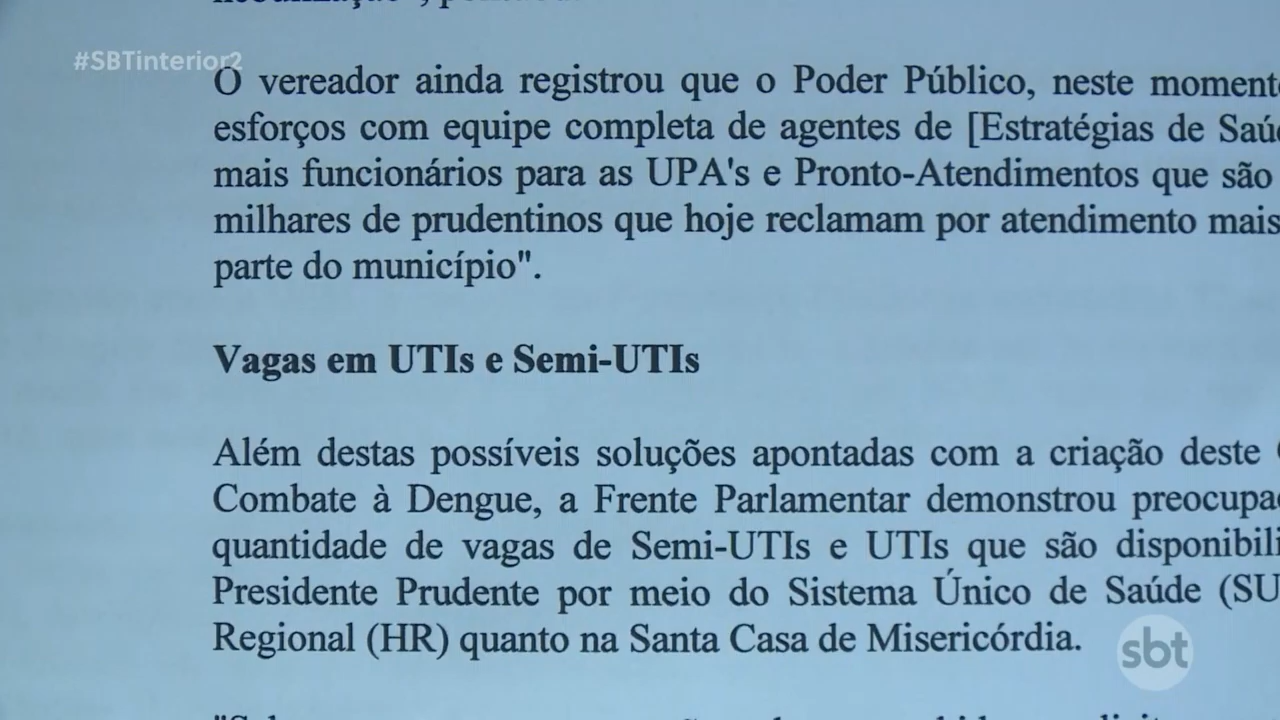 #SBTinterior2
O vereador ainda registrou que o Poder Público, neste
esforços com equipe completa de agentes de [Estratégias de
mais funcionários para as UPA's e Pronto-Atendimentos que são
milhares de prudentinos que hoje reclamam por atendimento mais
parte do município".
Vagas em UTIs e Semi-UTIs
Além destas possíveis soluções apontadas com a criação deste
Combate à Dengue, a Frente Parlamentar demonstrou
quantidade de vagas de Semi-UTIs e UTIs que são
Presidente Prudente por meio do Sistema Único de Saúde (SU
Regional (HR) quanto na Santa Casa de Misericórdia.
sbt